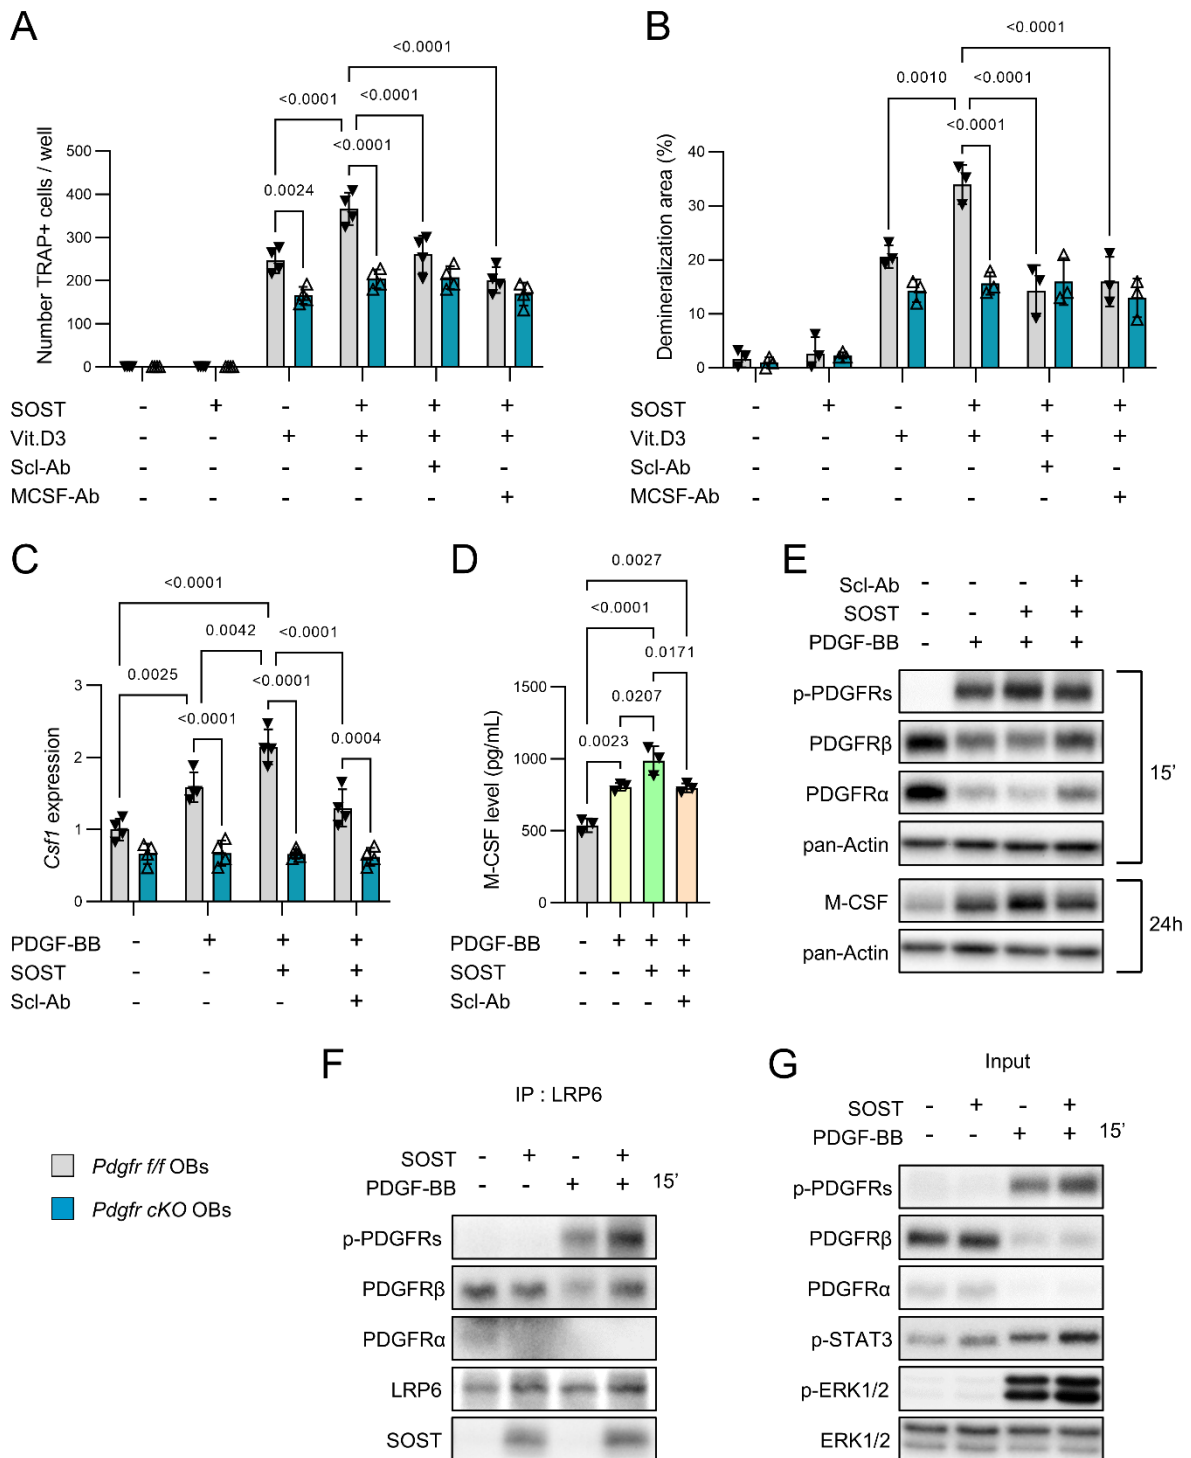 A
<0.0001
<0.0001
<0.0001
<0.0001
0.0024
Number TRAP+ cells / well
500
400
300
200
100
0
SOST - + - + + +
Vit.D3 - - + + + +
Scl-Ab - - - - + -
MCSF-Ab - - - - - +
B
<0.0001
0.0010
<0.0001
<0.0001
Demineralization area (%)
40
30
20
10
0
SOST - + - + + +
Vit.D3 - - + + + +
Scl-Ab - - - - + -
MCSF-Ab - - - - - +
C
<0.0001
0.0042
<0.0001
0.0025
<0.0001
<0.0001
0.0004
Csf1 expression
3
2
1
0
PDGF-BB - + + +
SOST - - + +
Scl-Ab - - - +
D
0.0027
<0.0001
0.0171
0.0207
0.0023
M-CSF level (pg/mL)
1500
1000
500
0
PDGF-BB - + + +
SOST - - + +
Scl-Ab - - - +
E
Scl-Ab - - - +
SOST - - + +
PDGF-BB - + + +
p-PDGFRs
PDGFRβ
PDGFRα
pan-Actin
15'
M-CSF
pan-Actin
24h
Pdgfr f/f OBs
Pdgfr cKO OBs
F
IP : LRP6
SOST - + - +
PDGF-BB - - + + 15'
p-PDGFRs
PDGFRβ
PDGFRα
LRP6
SOST
G
Input
SOST - + - +
PDGF-BB - - + + 15'
p-PDGFRs
PDGFRβ
PDGFRα
p-STAT3
p-ERK1/2
ERK1/2